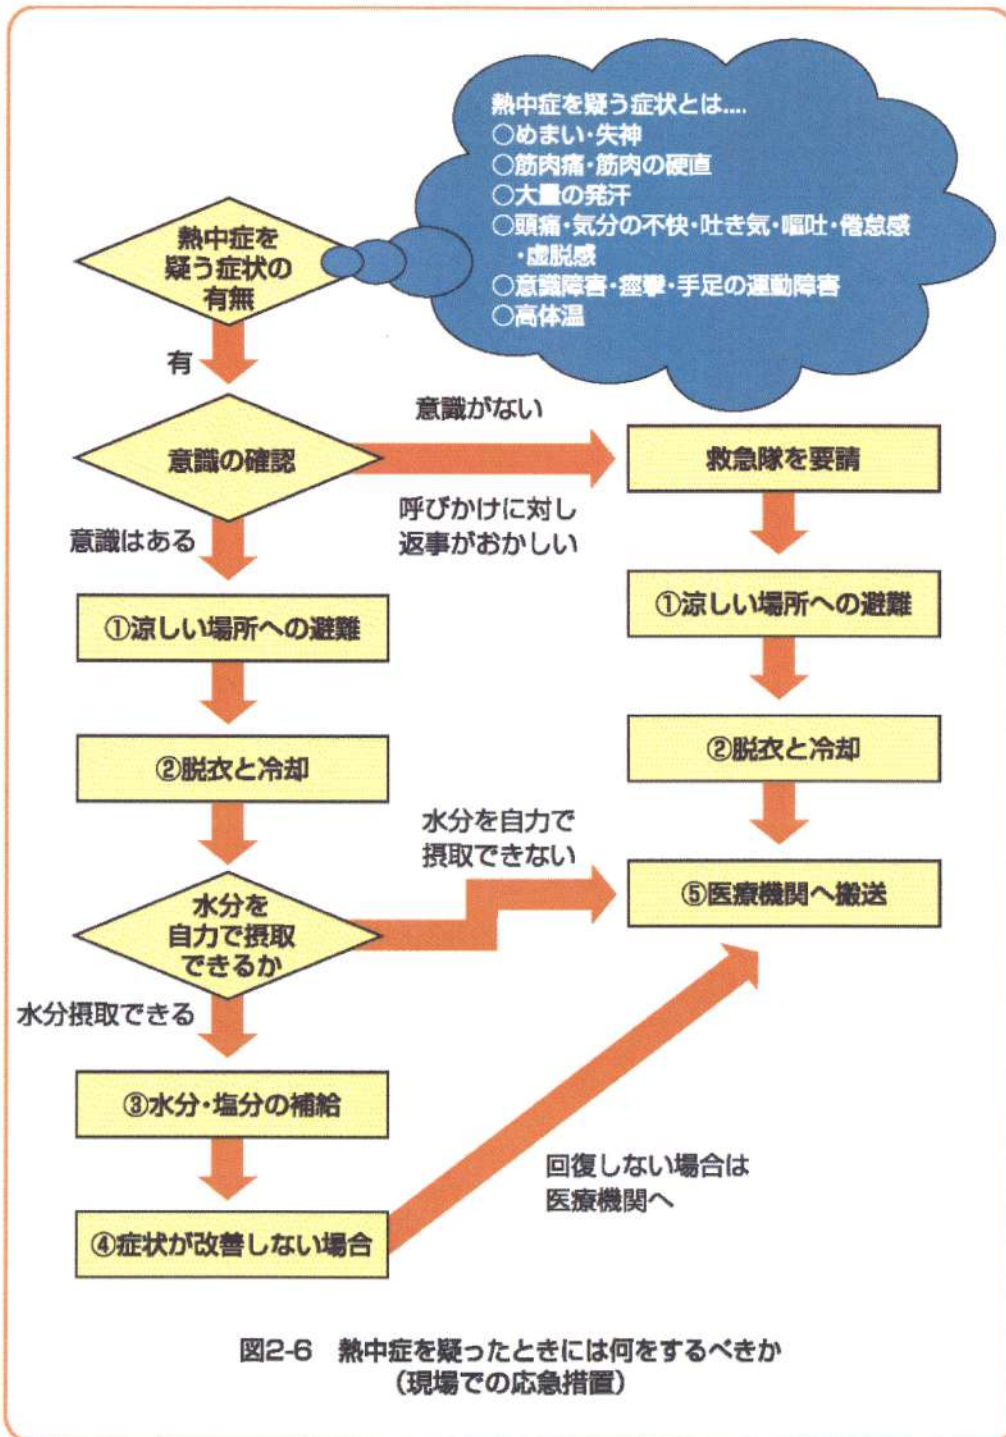 熱中症を疑う症状とは....
○めまい・失神
○筋肉痛・筋肉の硬直
○大量の発汗
○頭痛・気分の不快・吐き気・嘔吐・倦怠感
・虚脱感
○意識障害・痙攣・手足の運動障害
○高体温
熱中症を
疑う症状の
有無
有
意識の確認
意識がない
呼びかけに対し
返事がおかしい
救急隊を要請
意識はある
①涼しい場所への避難
①涼しい場所への避難
②脱衣と冷却
②脱衣と冷却
水分を自力で
摂取できない
水分を
自力で摂取
できるか
⑤医療機関へ搬送
水分摂取できる
③水分・塩分の補給
回復しない場合は
医療機関へ
④症状が改善しない場合
図2-6 熱中症を疑ったときには何をするべきか
（現場での応急措置）